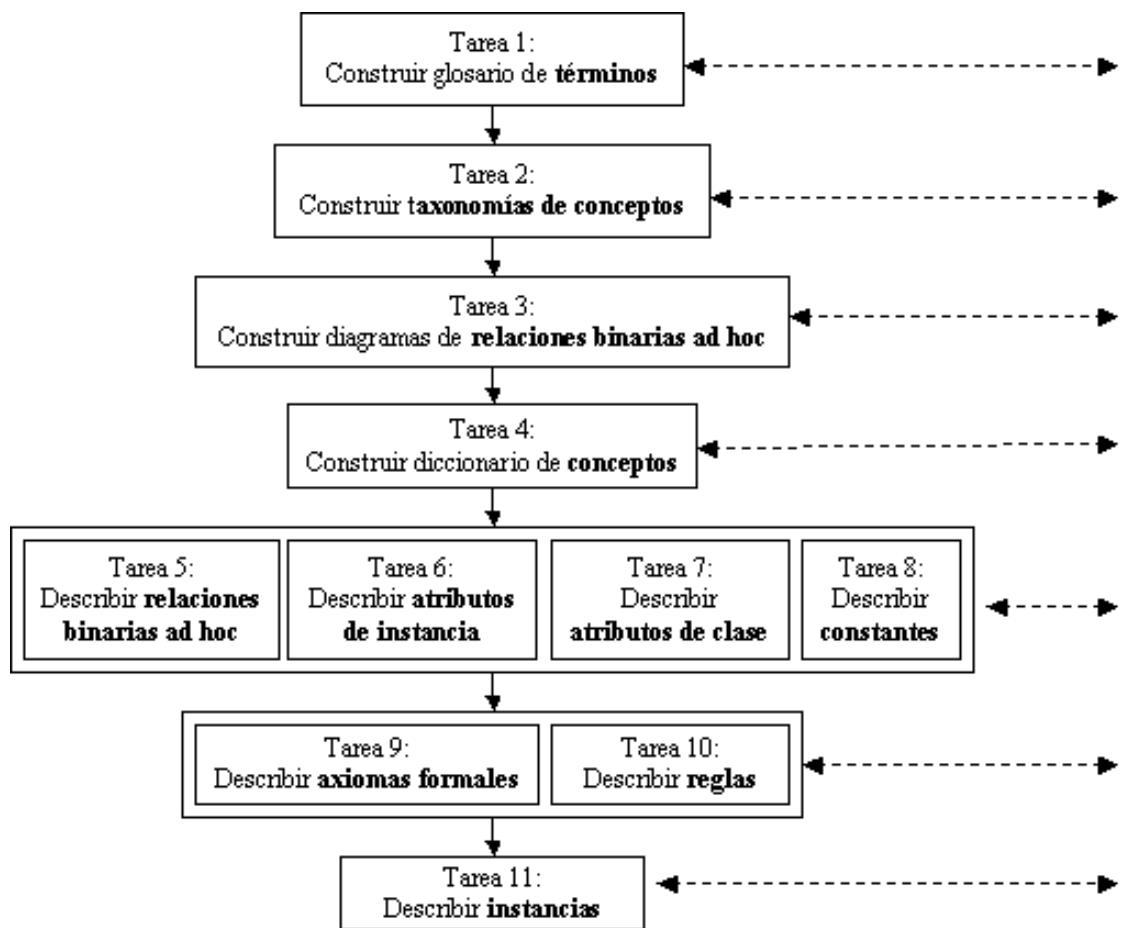 Tarea 1:
Construir glosario de términos
Tarea 2:
Construir taxonomías de conceptos
Tarea 3:
Construir diagramas de relaciones binarias ad hoc
Tarea 4:
Construir diccionario de conceptos
Tarea 5:
Describir relaciones
binarias ad hoc
Tarea 6:
Describir atributos
de instancia
Tarea 7:
Describir
atributos de clase
Tarea 8:
Describir
constantes
Tarea 9:
Describir axiomas formales
Tarea 10:
Describir reglas
Tarea 11:
Describir instancias